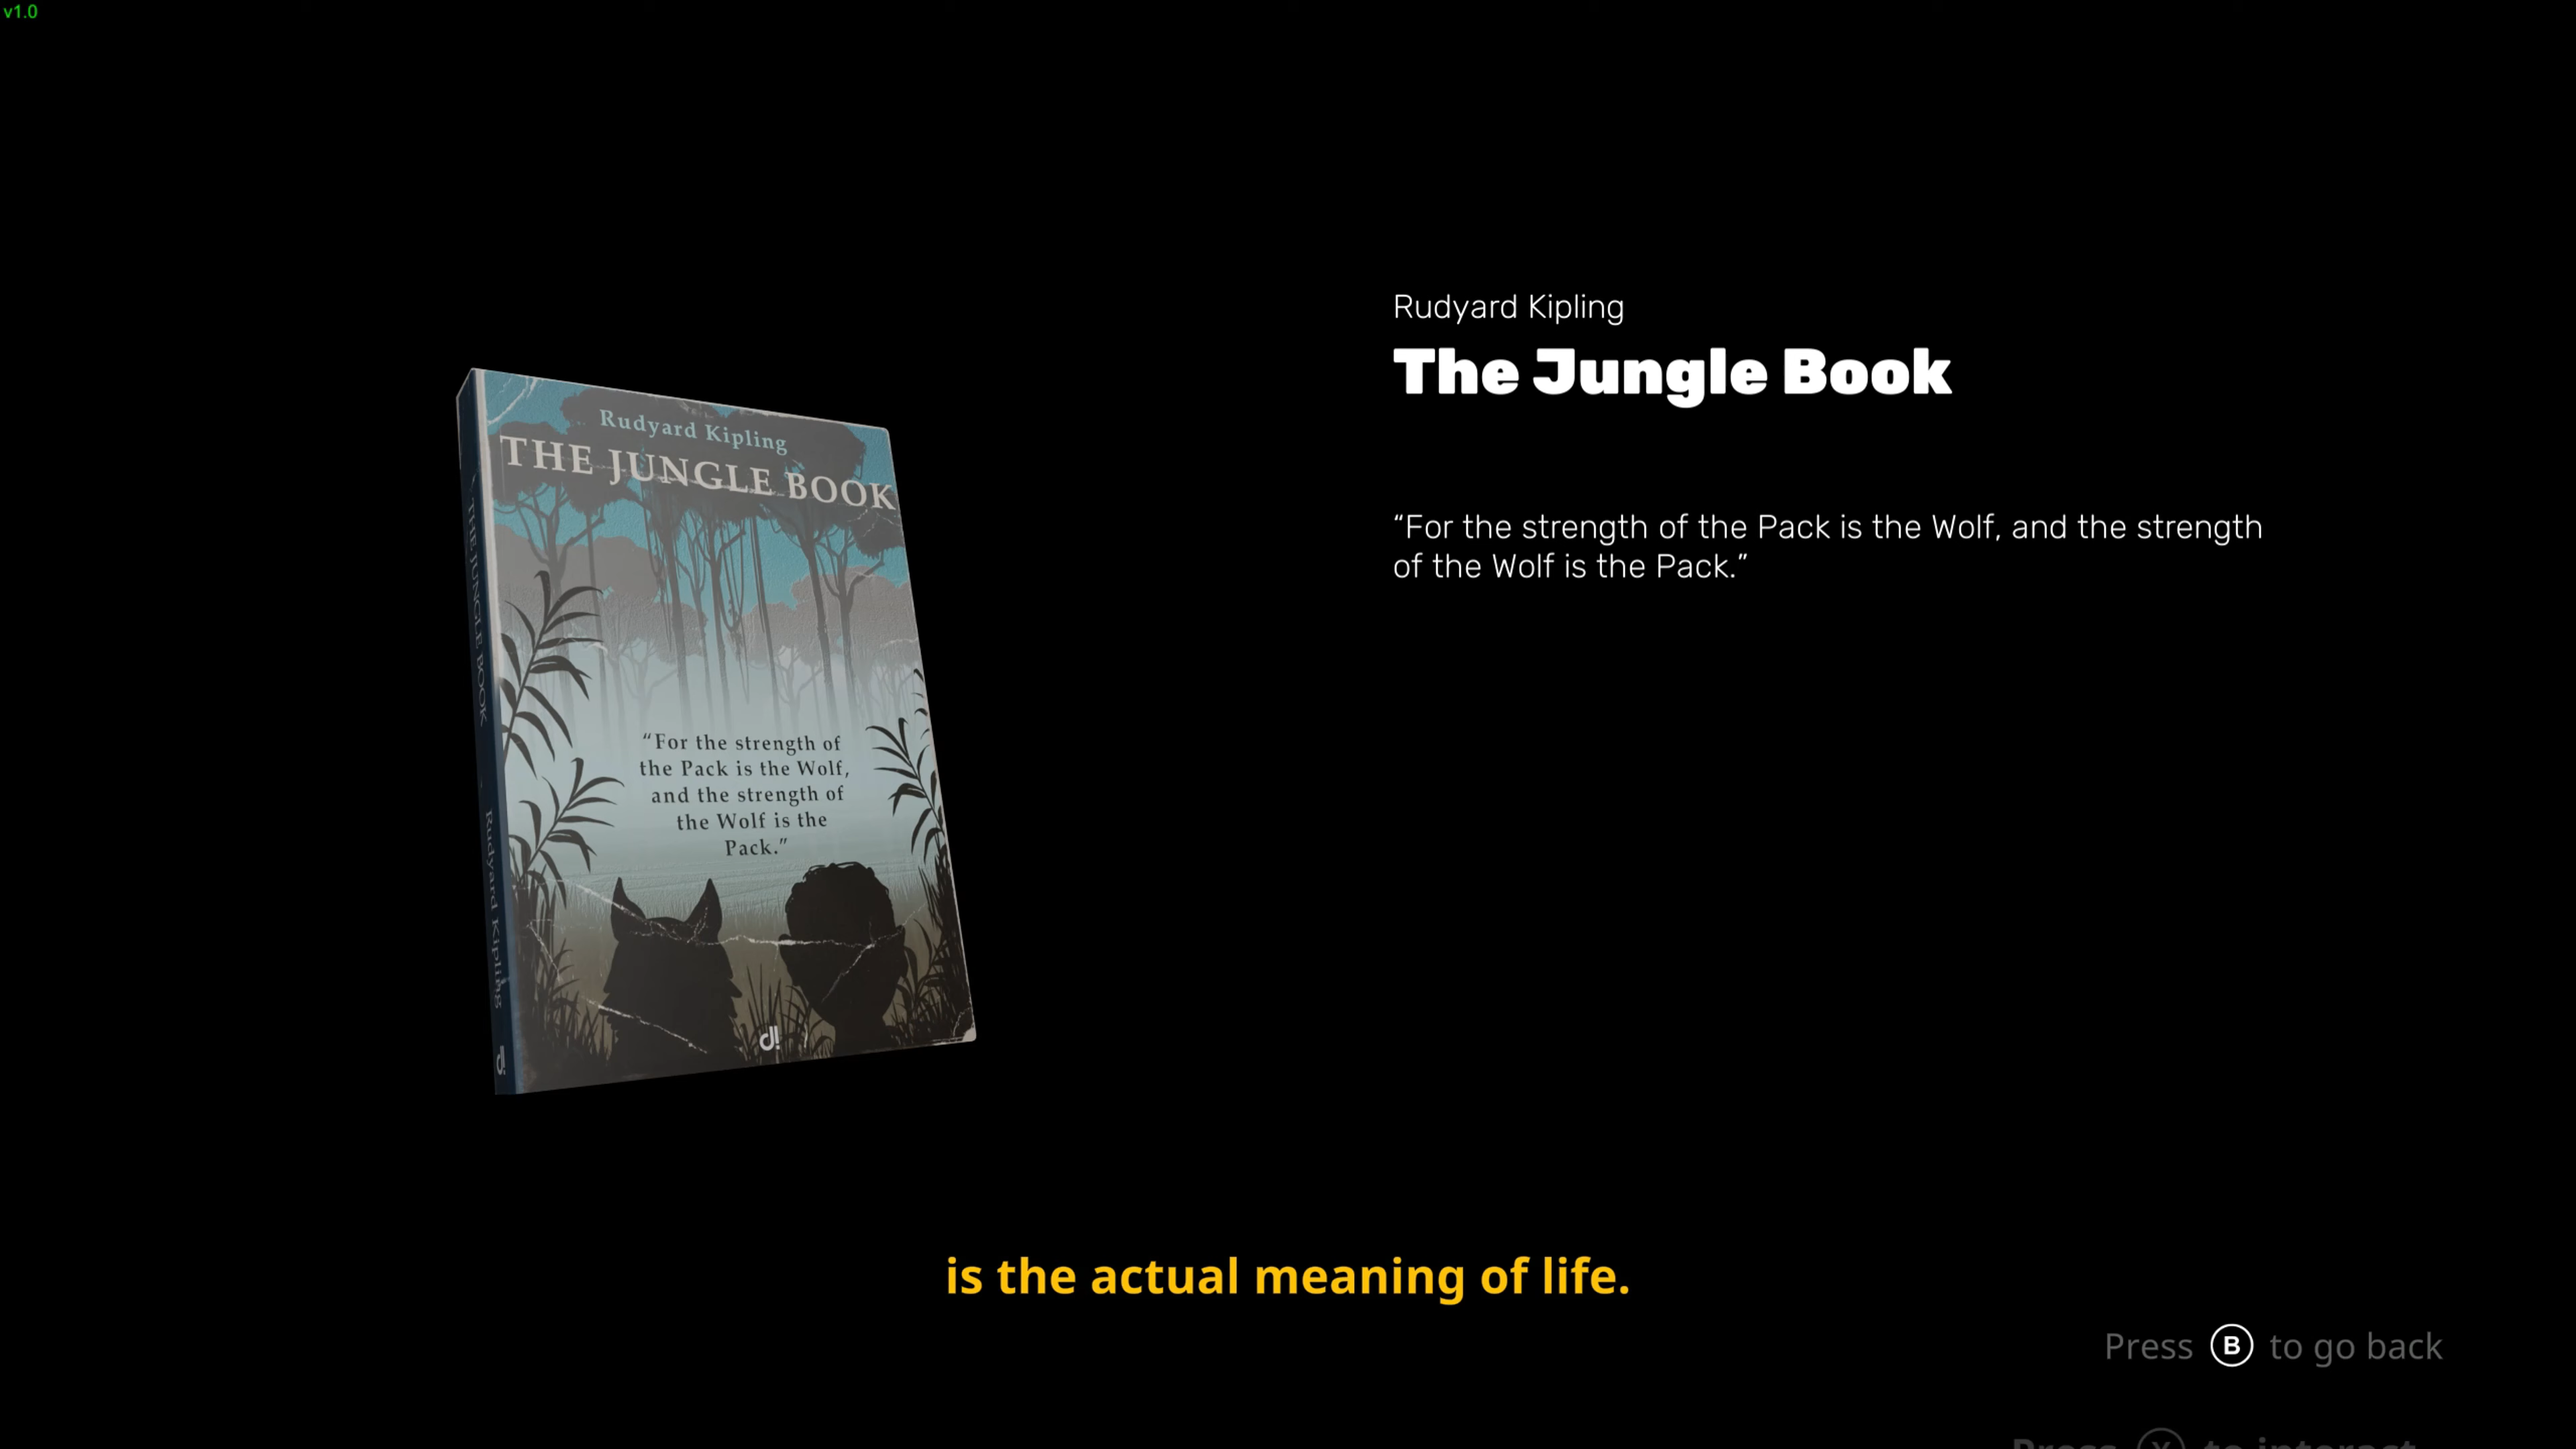 v1.0
Rudyard Kipling
THE JUNGLE BOOK
"For the strength of
the Pack is the Wolf,
and the strength of
the Wolf is the
Pack."
d!
THE JUNGLE BOOK
Rudyard Kipling
d!
Rudyard Kipling
The Jungle Book
“For the strength of the Pack is the Wolf, and the strength
of the Wolf is the Pack.”
is the actual meaning of life.
Press B to go back
Press X to interact